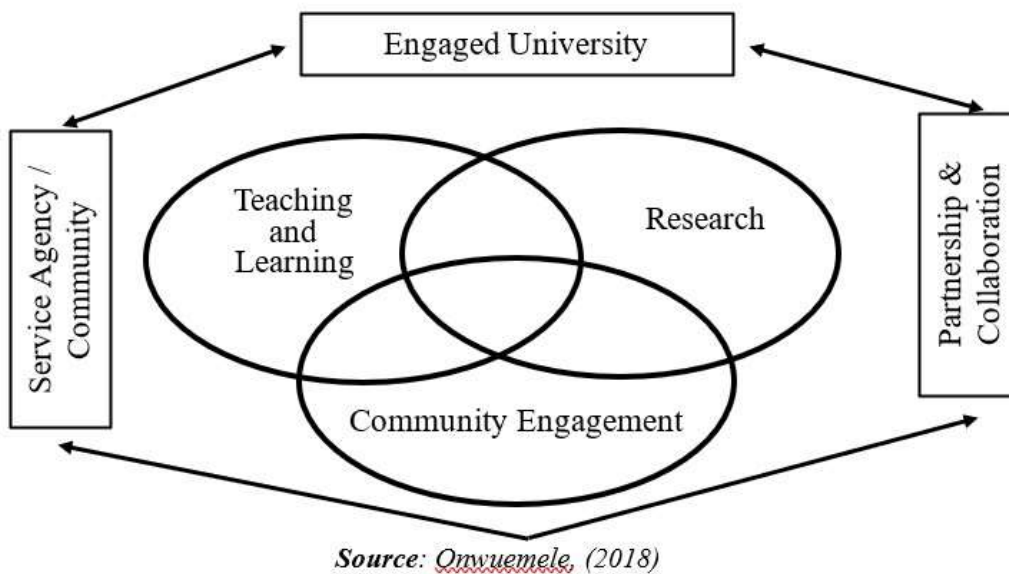 Engaged University
Service Agency /
Community
Teaching
and
Learning
Research
Partnership &
Collaboration
Community Engagement
Source: Onwuemele, (2018)